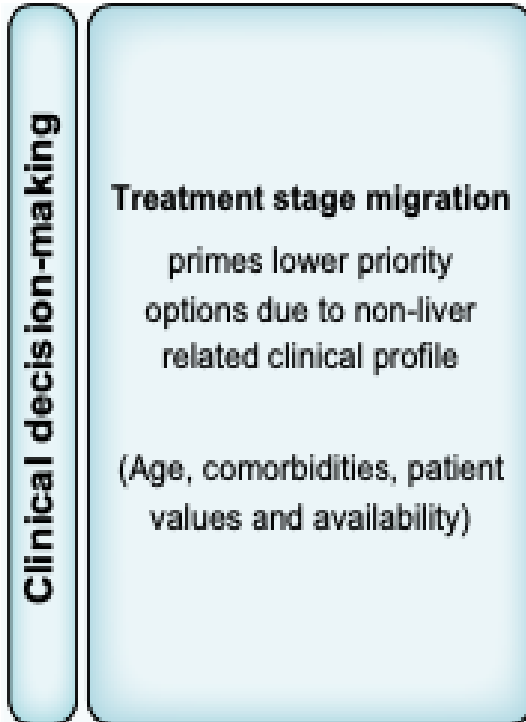 Clinical decision-making
Treatment stage migration
primes lower priority
options due to non-liver
related clinical profile
(Age, comorbidities, patient
values and availability)